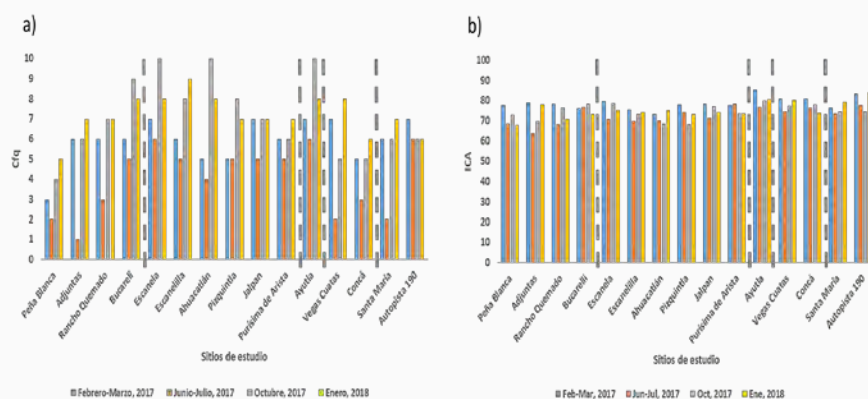 a)
Cfq
10
9
8
7
6
5
4
3
2
1
0
Peña Blanca
Adjuntas
Rancho Quemado
Bucareli
Escanela
Escanelilla
Ahuacatlán
Pizquintla
Jalpan
Purísima de Arista
Ayutla
Vegas Cuatas
Concá
Santa María
Autopista 190
Sitios de estudio
Febrero-Marzo, 2017 Junio-Julio, 2017 Octubre, 2017 Enero, 2018
b)
ICA
100
90
80
70
60
50
40
30
20
10
0
Peña Blanca
Adjuntas
Rancho Quemado
Bucareli
Escanela
Escanelilla
Ahuacatlán
Pizquintla
Jalpan
Purísima de Arista
Ayutla
Vegas Cuatas
Concá
Santa María
Autopista 190
Sitios de estudio
Feb-Mar, 2017 Jun-Jul, 2017 Oct, 2017 Ene, 2018